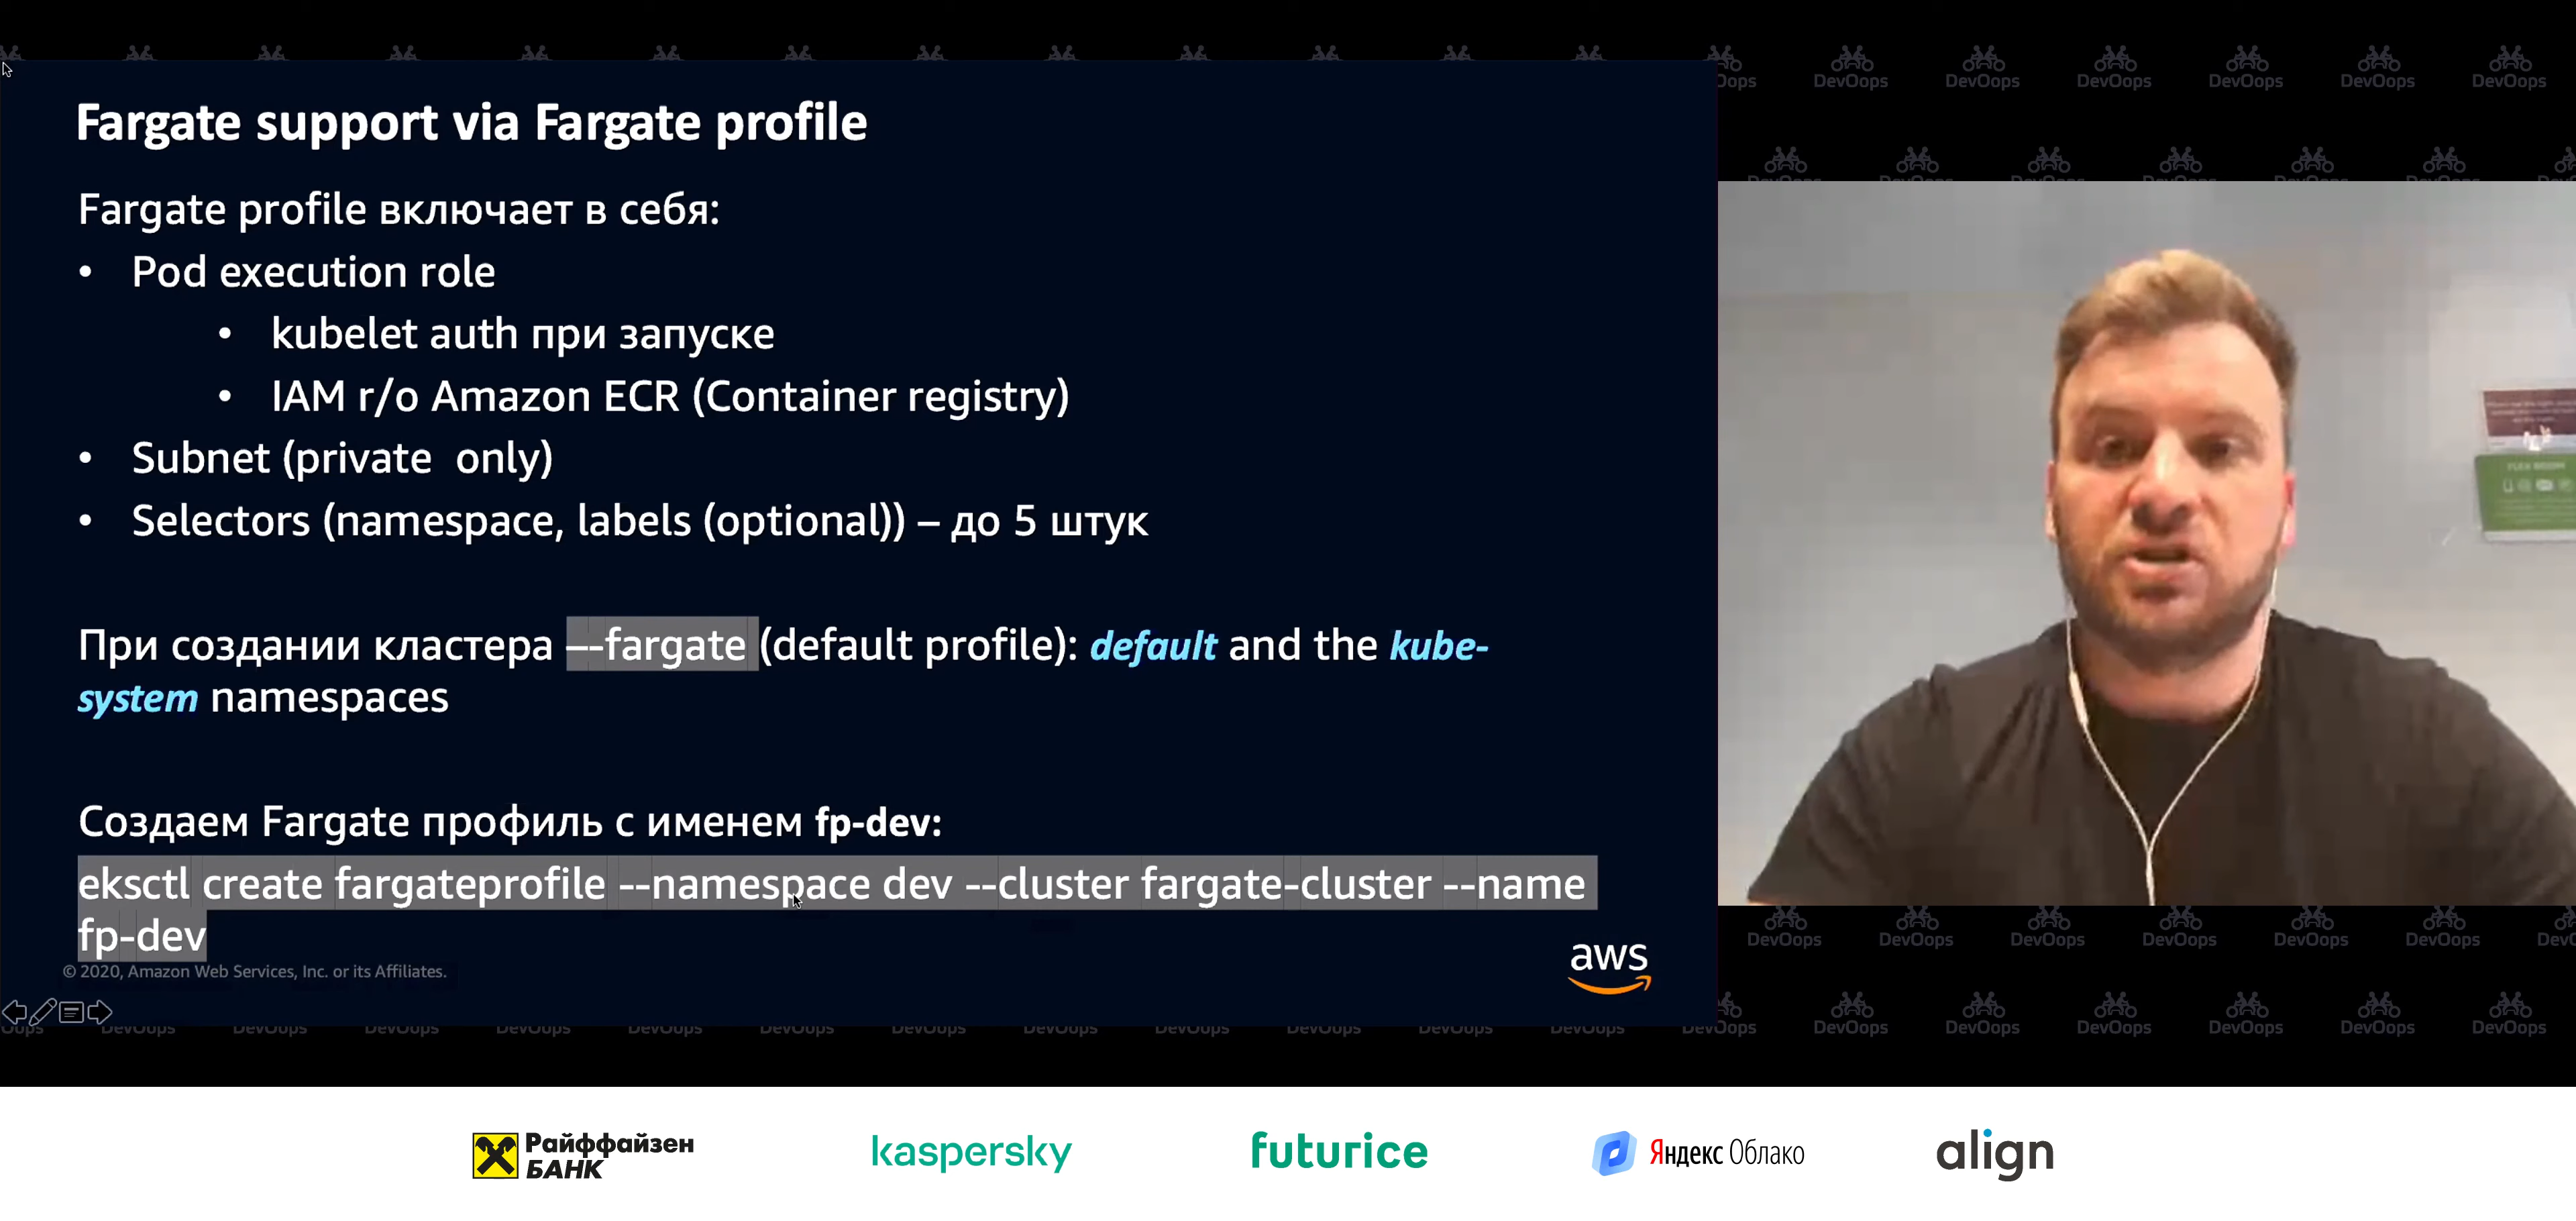 Fargate support via Fargate profile
Fargate profile включает в себя:
• Pod execution role
• kubelet auth при запуске
• IAM r/o Amazon ECR (Container registry)
• Subnet (private only)
• Selectors (namespace, labels (optional)) – до 5 штук
При создании кластера –-fargate (default profile): default and the kube-
system namespaces
Создаем Fargate профиль с именем fp-dev:
eksctl create fargateprofile --namespace dev --cluster fargate-cluster --name
fp-dev
© 2020, Amazon Web Services, Inc. or its Affiliates.
aws
DevOops
Райффайзен
БАНК
kaspersky
futurice
Яндекс Облако
align